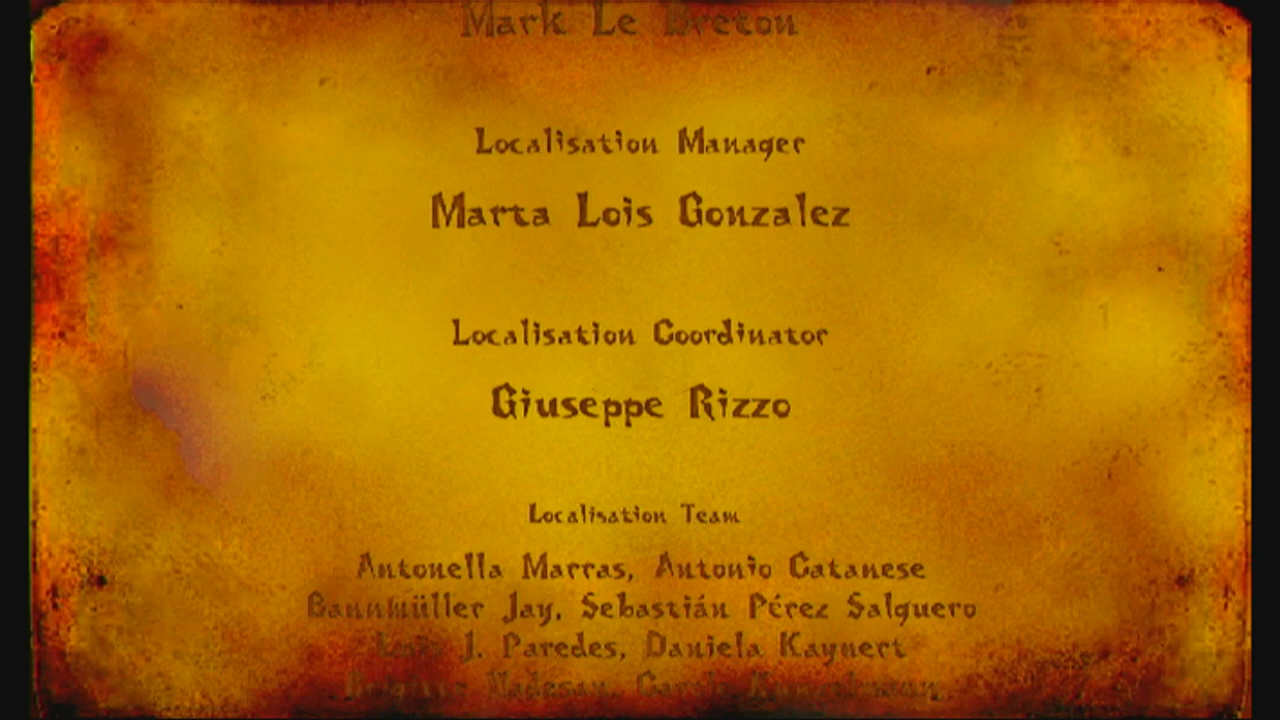 Mark Le Breton
Localisation Manager
Marta Lois Gonzalez
Localisation Coordinator
Giuseppe Rizzo
Localisation Team
Antonella Marras, Antonio Catanese
Bannmüller Jay, Sebastián Pérez Salguero
J. Paredes, Daniela Kaynert